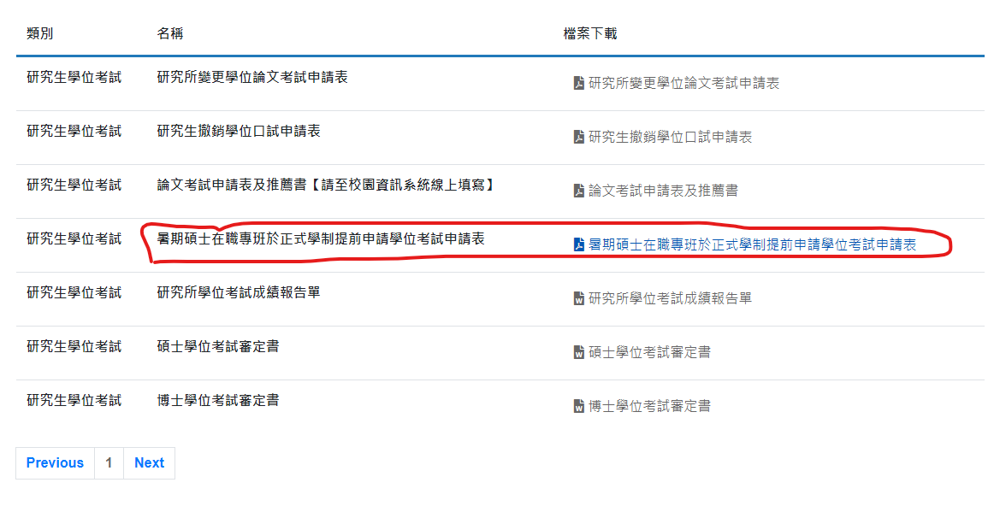 類別 名稱 檔案下載
研究生學位考試 研究所變更學位論文考試申請表 研究所變更學位論文考試申請表
研究生學位考試 研究生撤銷學位口試申請表 研究生撤銷學位口試申請表
研究生學位考試 論文考試申請表及推薦書【請至校園資訊系統線上填寫】 論文考試申請表及推薦書
研究生學位考試 暑期碩士在職專班於正式學制提前申請學位考試申請表 暑期碩士在職專班於正式學制提前申請學位考試申請表
研究生學位考試 研究所學位考試成績報告單 研究所學位考試成績報告單
研究生學位考試 碩士學位考試審定書 碩士學位考試審定書
研究生學位考試 博士學位考試審定書 博士學位考試審定書
Previous 1 Next